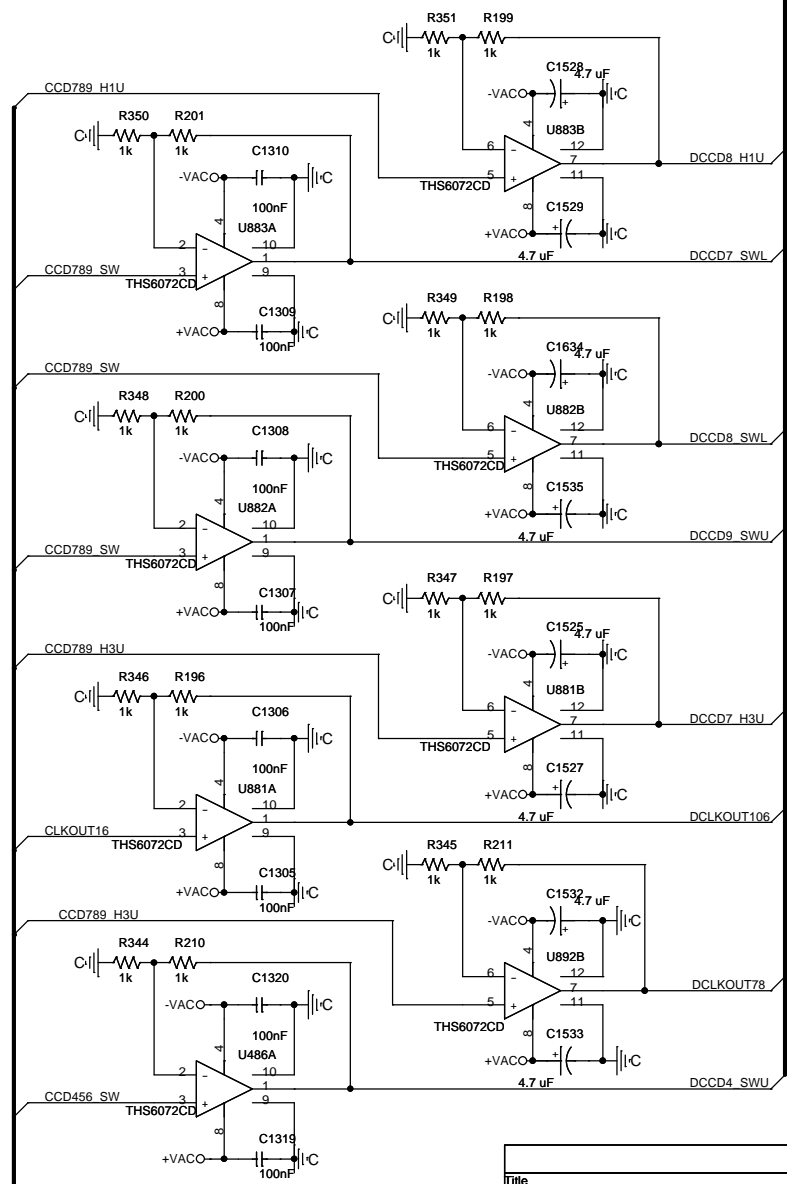 R351 R199
C
1k 1k
C1528
4.7 uF
CCD789_H1U
-VAC
C
R350 R201
4
U883B
C
1k 1k
C1310
6 12
7 DCCD8_H1U
-VAC
C
5 11
THS6072CD
100nF
4
8
C1529
U883A
+VAC
C
2 10
1
4.7 uF
DCCD7_SWL
CCD789_SW
3 9
THS6072CD
R349 R198
8
C1309
C
+VAC
C
1k 1k
100nF
C1634
4.7 uF
CCD789_SW
-VAC
C
R348 R200
4
U882B
C
1k 1k
C1308
6 12
7 DCCD8_SWL
-VAC
C
5 11
THS6072CD
100nF
4
8
C1535
U882A
+VAC
C
2 10
1
4.7 uF
DCCD9_SWU
CCD789_SW
3 9
THS6072CD
R347 R197
8
C1307
C
+VAC
C
1k 1k
100nF
C1525
4.7 uF
CCD789_H3U
-VAC
C
R346 R196
4
U881B
C
1k 1k
C1306
6 12
7 DCCD7_H3U
-VAC
C
5 11
THS6072CD
100nF
4
8
C1527
U881A
+VAC
C
2 10
1
4.7 uF
DCLKOUT106
CLKOUT16
3 9
THS6072CD
R345 R211
8
C1305
C
+VAC
C
1k 1k
100nF
C1532
4.7 uF
CCD789_H3U
-VAC
C
R344 R210
4
U892B
C
1k 1k
C1320
6 12
7 DCLKOUT78
-VAC
C
5 11
THS6072CD
100nF
4
8
C1533
U486A
+VAC
C
2 10
1
4.7 uF
DCCD4_SWU
CCD456_SW
3 9
THS6072CD
8
C1319
+VAC
C
100nF
Title